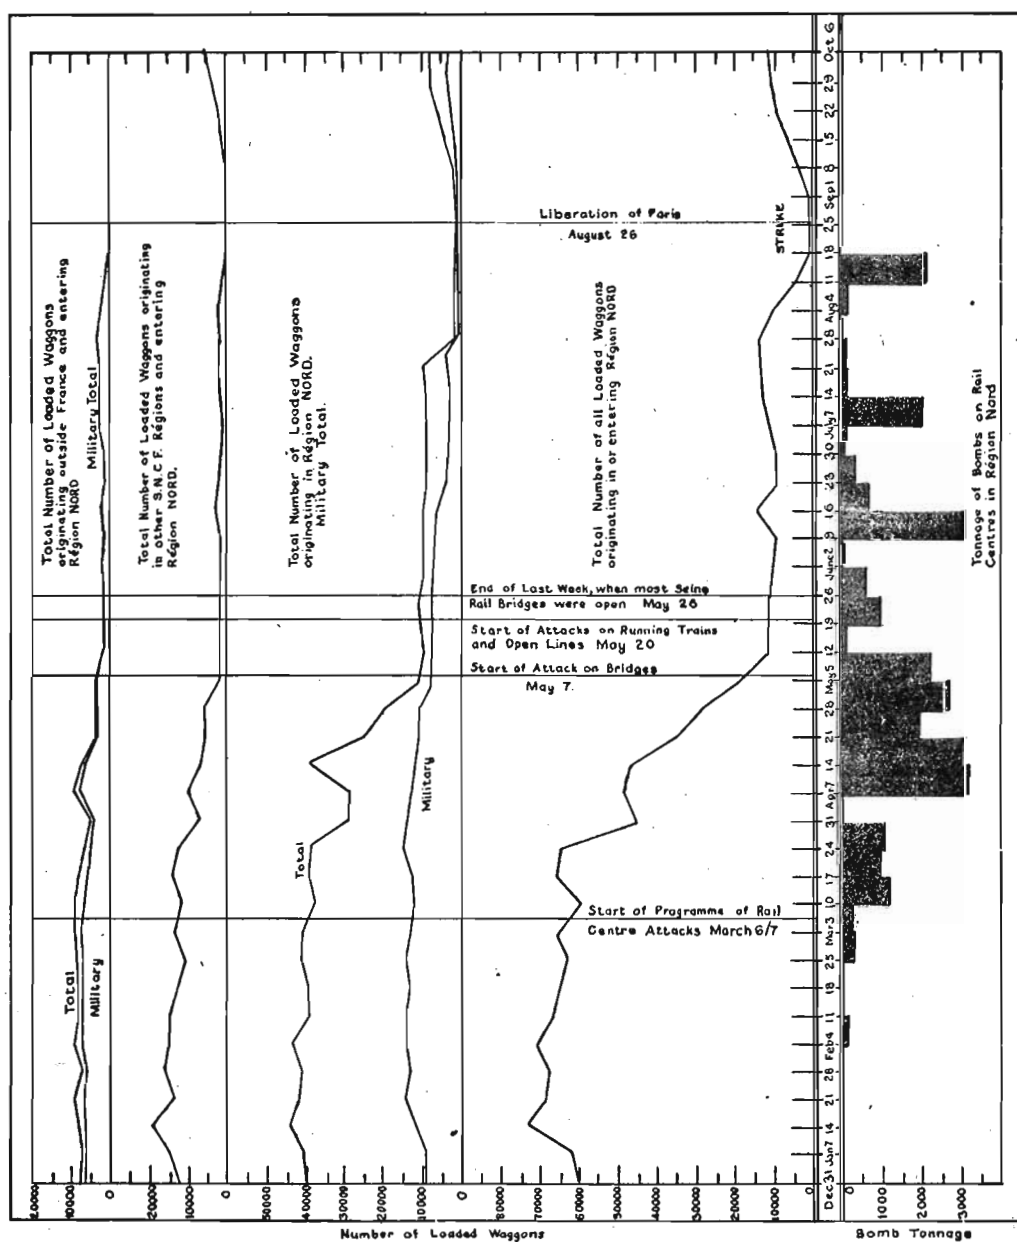 Total Number of Loaded Waggons
originating outside France and entering
Région NORD
Military Total
Total
Military
Total Number of Loaded Waggons originating
in other S.N.C.F. Régions and entering
Région NORD.
Total Number of Loaded Waggons
originating in Région NORD.
Military Total.
Total
Military
Total Number of all Loaded Waggons
originating in or entering Région NORD
Liberation of Paris
August 26
STRIKE
End of Last Week, when most Seine
Rail Bridges were open May 26
Start of Attacks on Running Trains
and Open Lines May 20
Start of Attack on Bridges
May 7.
Start of Programme of Rail
Centre Attacks March 6/7
Tonnage of Bombs on Rail
Centres in Région Nord
Oct 6
29
22
15
8
Sept 1
25
18
11
Aug 4
28
21
14
July 7
30
23
16
9
June 2
26
19
12
May 5
28
21
14
Apr 7
31
24
17
10
Mar 3
25
18
11
Feb 4
28
21
14
Jan 7
Dec 31
20000
10000
0
20000
10000
0
40000
30000
20000
10000
0
70000
60000
50000
40000
30000
20000
10000
0
0
1000
2000
3000
Number of Loaded Waggons
Bomb Tonnage